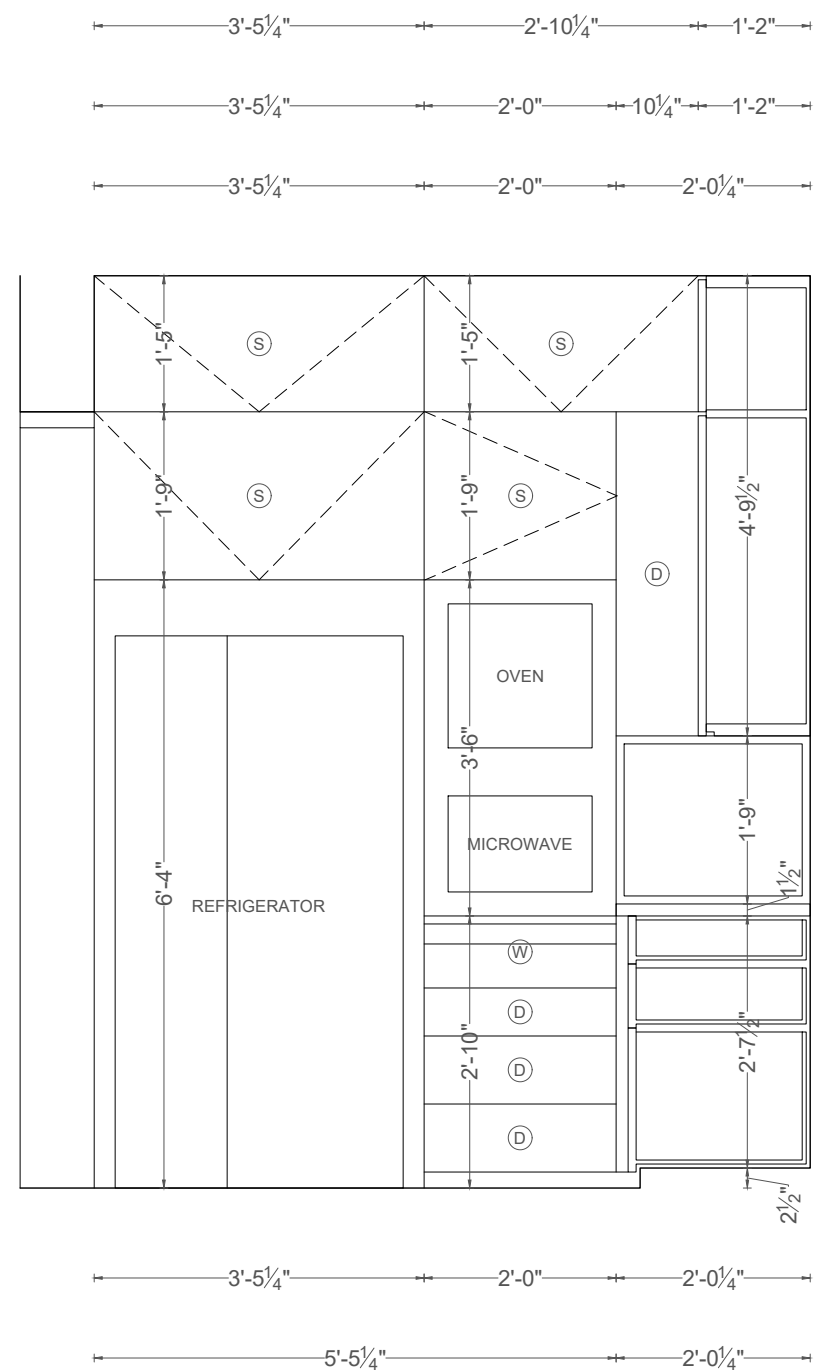 3'-5¼" 2'-10¼" 1'-2"
3'-5¼" 2'-0" 10¼" 1'-2"
3'-5¼" 2'-0" 2'-0¼"
1'-5" S 1'-5" S
1'-9" S 1'-9" S 4'-9½"
D
OVEN
3'-6"
MICROWAVE 1'-9"
6'-4" 1½"
REFRIGERATOR
W
D
2'-10" D 2'-7½"
D
2½"
3'-5¼" 2'-0" 2'-0¼"
5'-5¼" 2'-0¼"